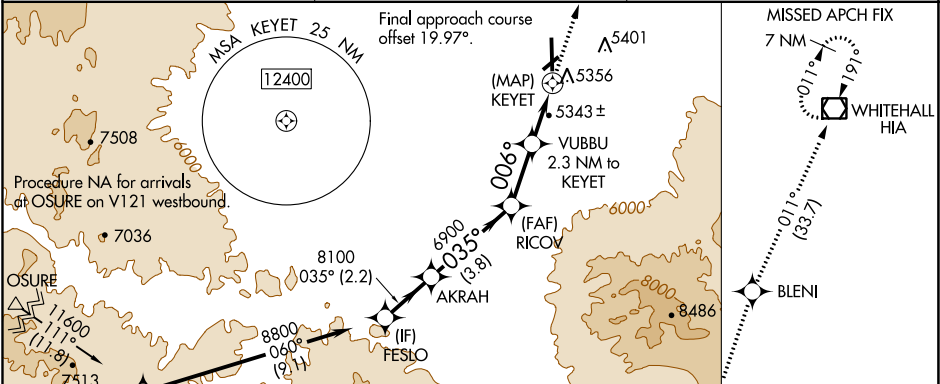 Final approach course
offset 19.97°.
MSA KEYET 25 NM
12400
5401
5356
(MAP)
KEYET
5343 ±
VUBBU
2.3 NM to
KEYET
006°
7508
6000
Procedure NA for arrivals
at OSURE on V121 westbound.
7036
(FAF)
RICOV
6000
6900
035°
(3.8)
8100
035° (2.2)
AKRAH
OSURE
11600
111°
(11.8)
7513
8800
060°
(9.1)
(IF)
FESLO
8000
8486
MISSED APCH FIX
7 NM
011°
191°
WHITEHALL
HIA
011°
(33.7)
BLENI